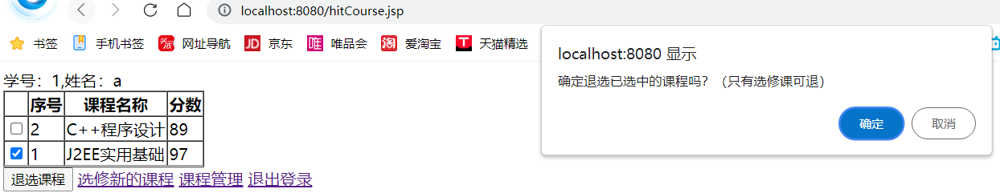 localhost:8080/hitCourse.jsp
书签 手机书签 网址导航 JD 京东 唯 唯品会 淘 爱淘宝 T 天猫精选
localhost:8080 显示
确定退选已选中的课程吗？（只有选修课可退）
确定 取消
学号：1,姓名：a
序号 课程名称 分数
2 C++程序设计 89
1 J2EE实用基础 97
退选课程 选修新的课程 课程管理 退出登录